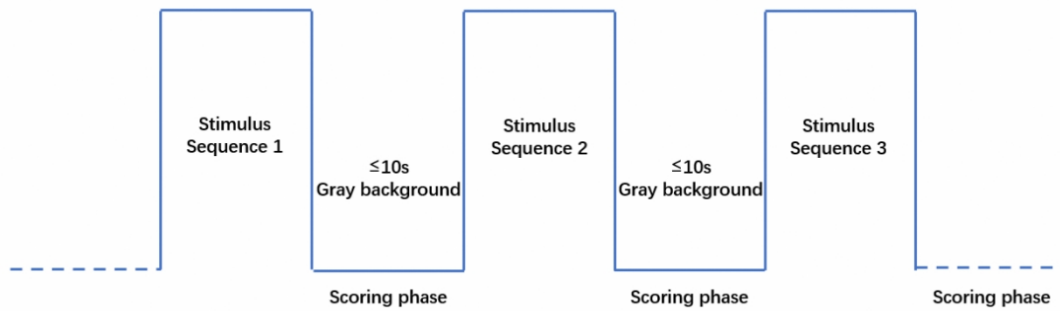 Stimulus
Sequence 1
≤10s
Gray background
Stimulus
Sequence 2
≤10s
Gray background
Stimulus
Sequence 3
Scoring phase
Scoring phase
Scoring phase